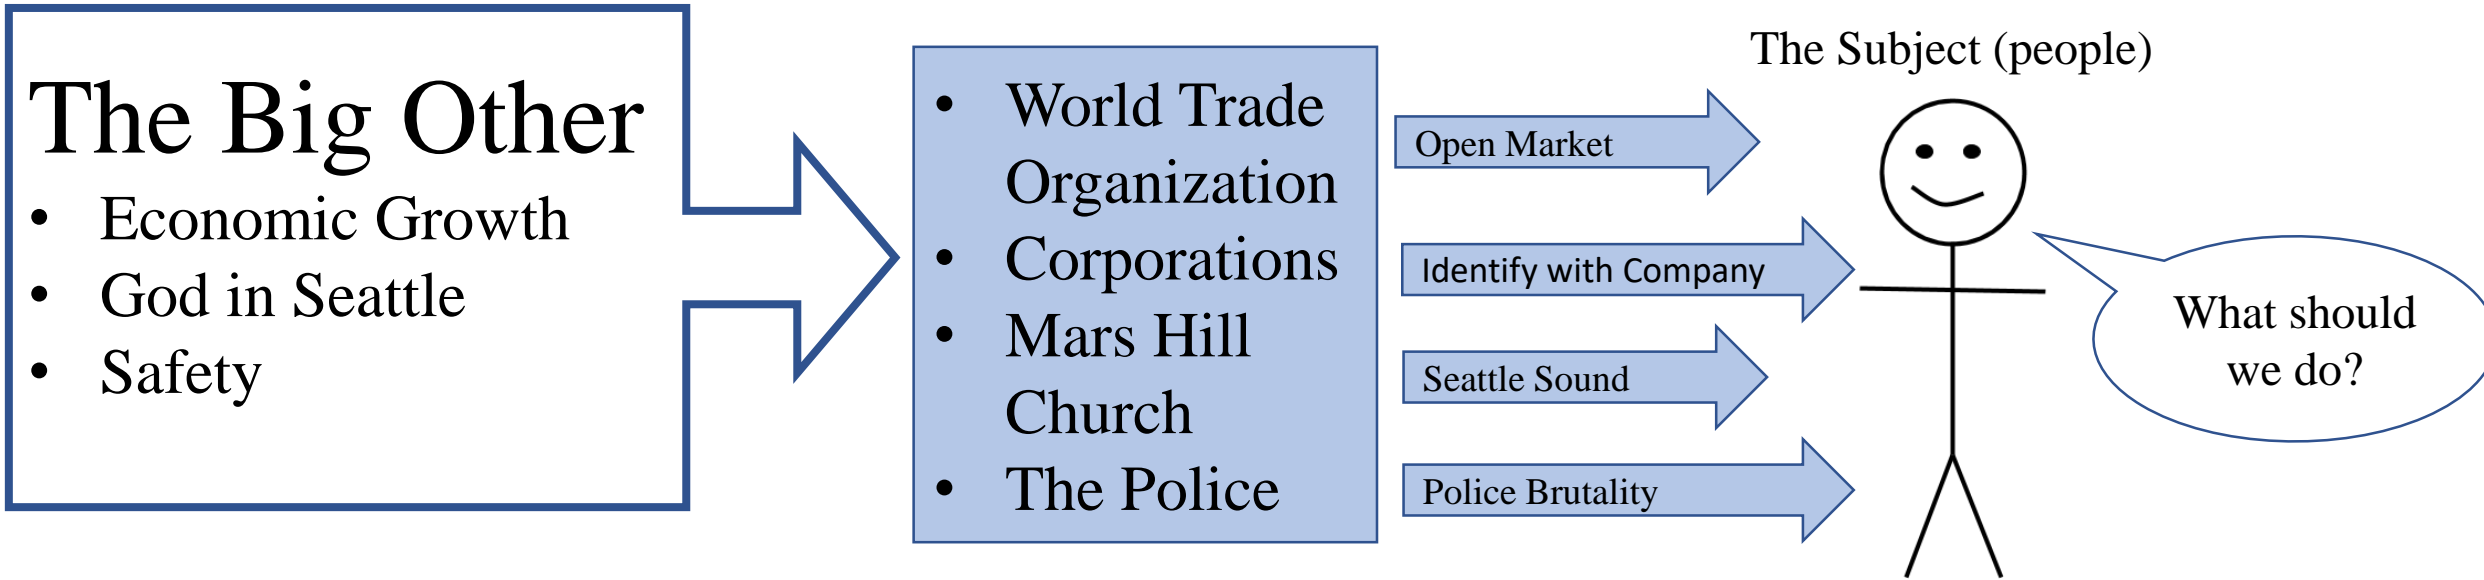 The Big Other
• Economic Growth
• God in Seattle
• Safety
• World Trade
Organization
• Corporations
• Mars Hill
Church
• The Police
Open Market
Identify with Company
Seattle Sound
Police Brutality
The Subject (people)
What should
we do?